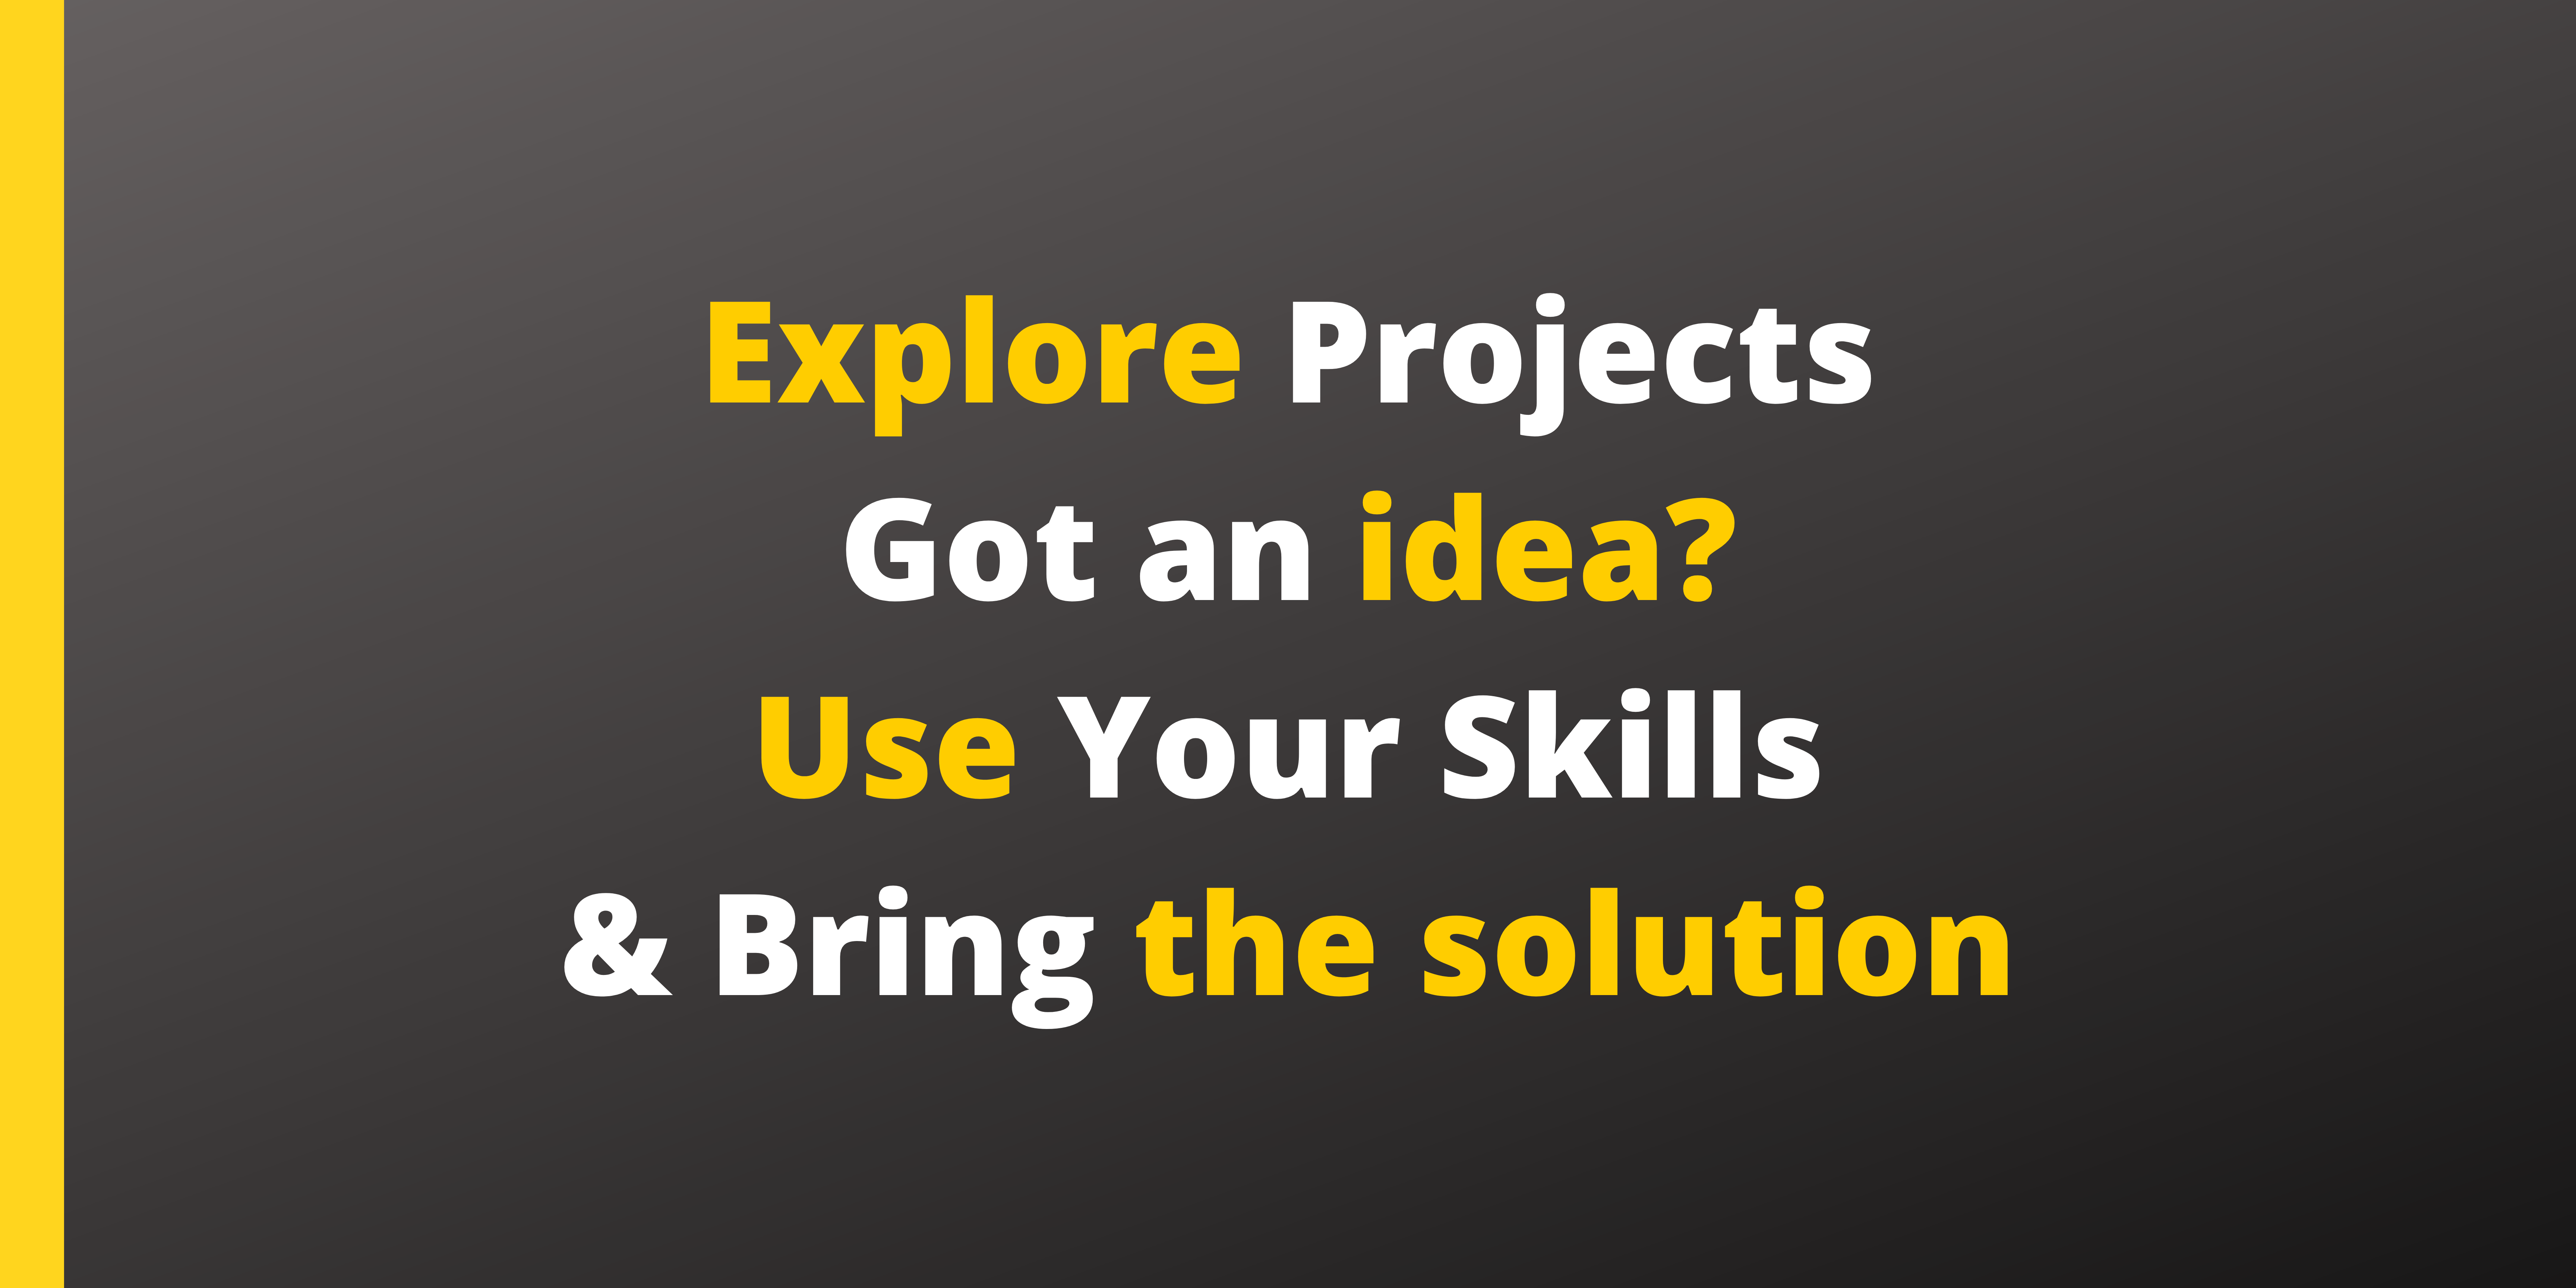 Explore Projects
Got an idea?
Use Your Skills
& Bring the solution